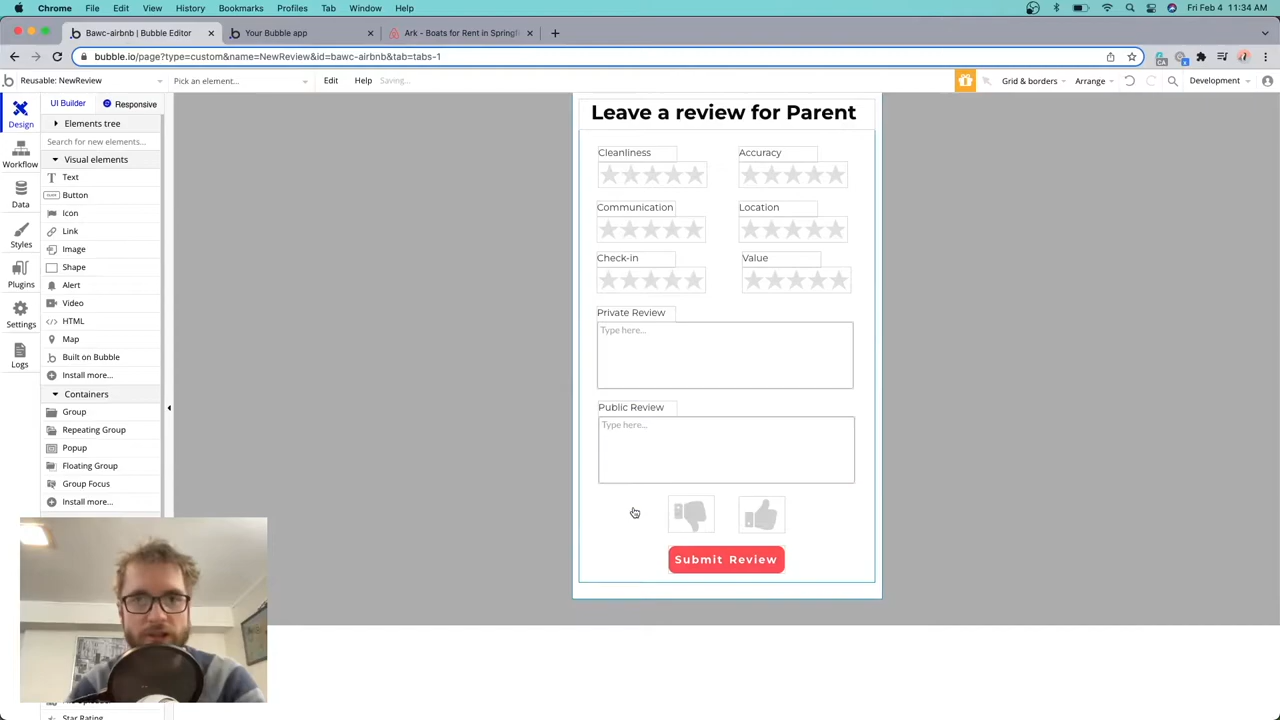 Chrome File Edit View History Bookmarks Profiles Tab Window Help Fri Feb 4 11:34 AM
Bawc-airbnb | Bubble Editor Your Bubble app Ark - Boats for Rent in Springf
bubble.io/page?type=custom&name=NewReview&id=bawc-airbnb&tab=tabs-1
Reusable: NewReview Pick an element... Edit Help Saving... Grid & borders Arrange Development
UI Builder Responsive
Design
Elements tree
Search for new elements...
Visual elements
Workflow
Text
Button
Data
Icon
Link
Styles
Image
Shape
Plugins
Alert
Video
Settings
HTML
Map
Logs
Built on Bubble
Install more...
Containers
Group
Repeating Group
Popup
Floating Group
Group Focus
Install more...
Star Rating
Leave a review for Parent
Cleanliness Accuracy
Communication Location
Check-in Value
Private Review
Type here...
Public Review
Type here...
Submit Review